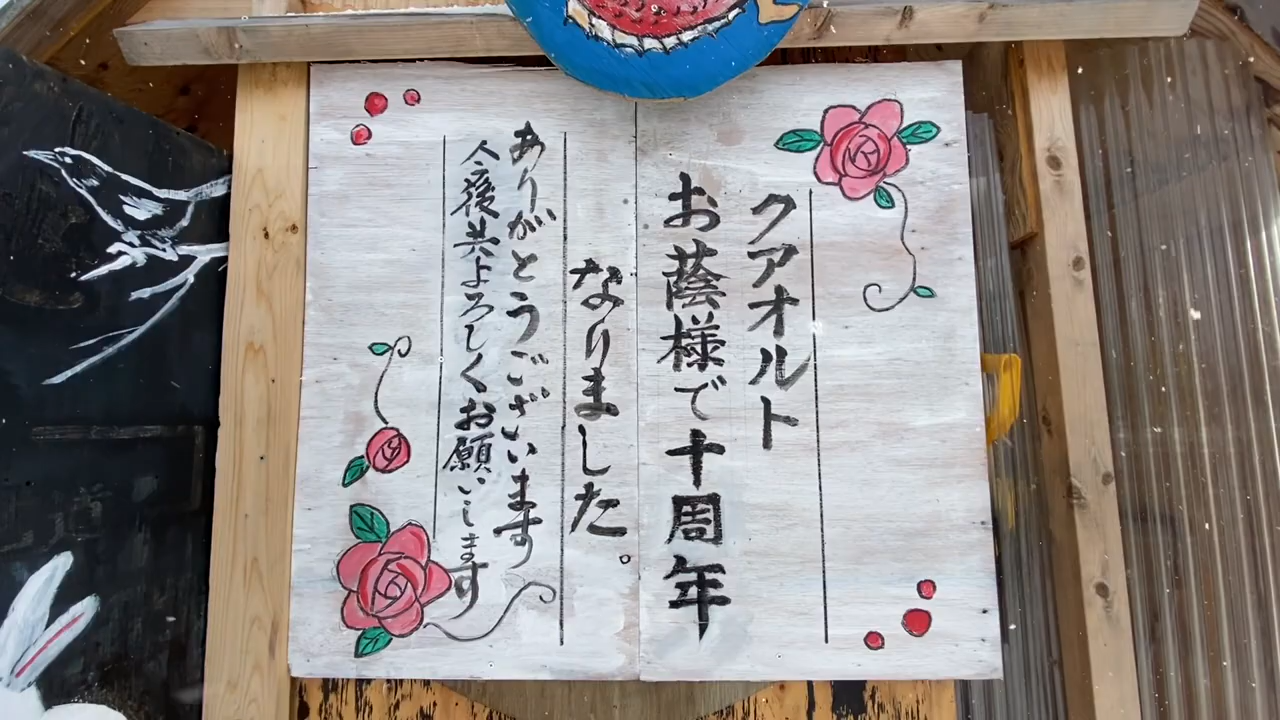 クアオルト
お蔭様で十周年
なりました。
ありがとうございます
今後共よろしくお願いします